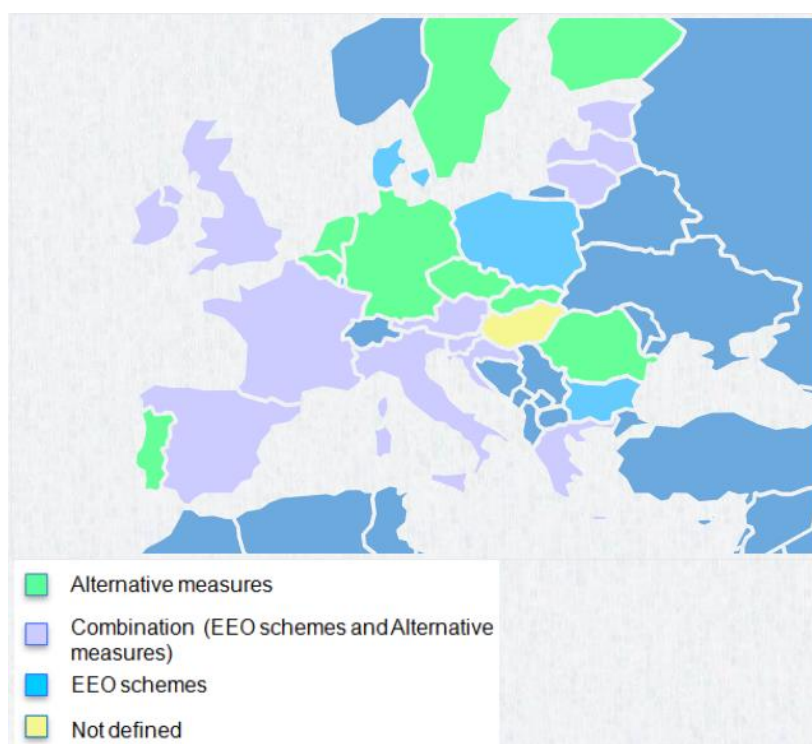 Alternative measures
Combination (EEO schemes and Alternative
measures)
EEO schemes
Not defined